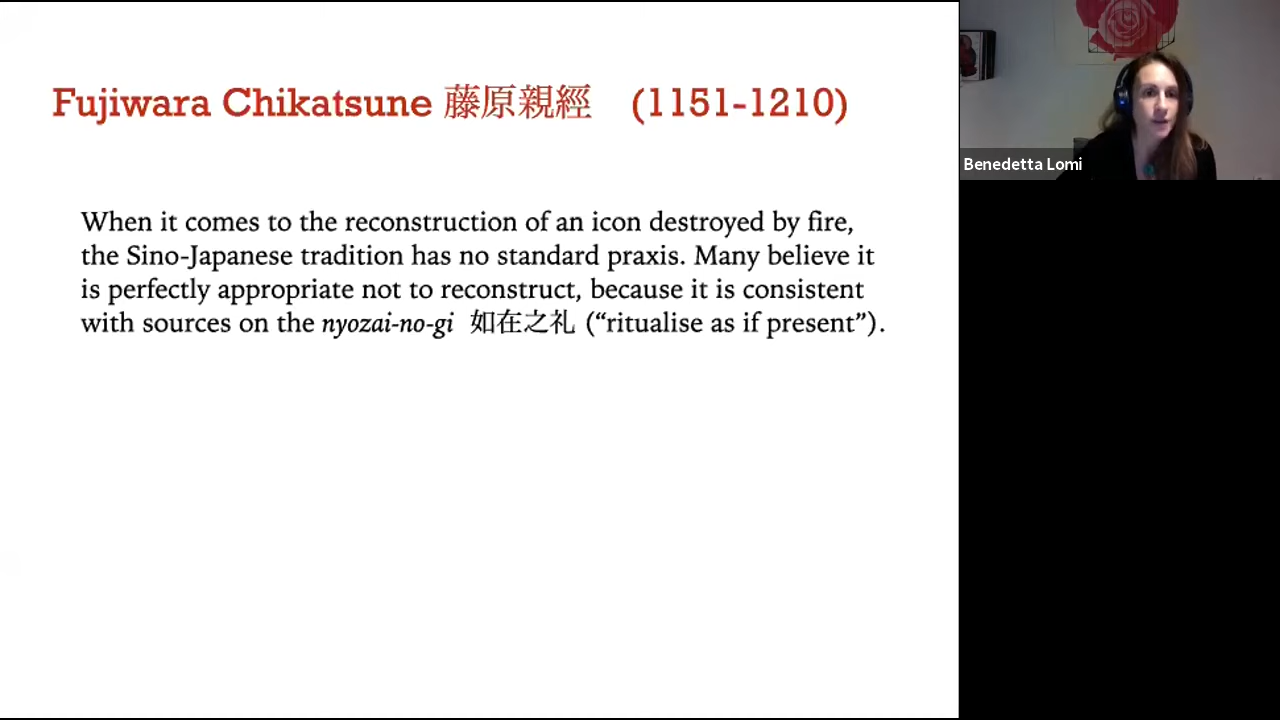 Fujiwara Chikatsune 藤原親經 (1151-1210)
When it comes to the reconstruction of an icon destroyed by fire,
the Sino-Japanese tradition has no standard praxis. Many believe it
is perfectly appropriate not to reconstruct, because it is consistent
with sources on the nyozai-no-gi 如在之礼 (“ritualise as if present”).
Benedetta Lomi